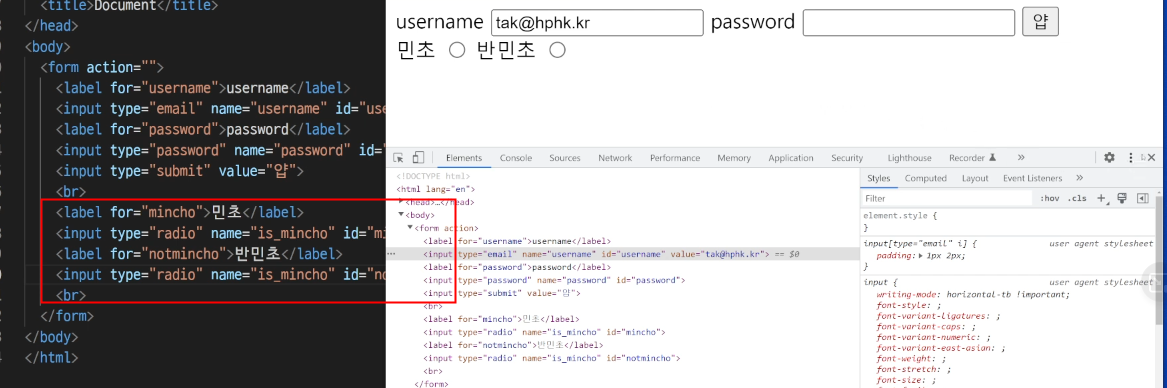 <title>Document</title>
</head>
<body>
<form action="">
<label for="username">username</label>
<input type="email" name="username" id="use
<label for="password">password</label>
<input type="password" name="password" id=
<input type="submit" value="얍">
<br>
<label for="mincho">민초</label>
<input type="radio" name="is_mincho" id="mi
<label for="notmincho">반민초</label>
<input type="radio" name="is_mincho" id="no
<br>
</form>
</body>
</html>
username tak@hphk.kr password 얍
민초 반민초
Elements Console Sources Network Performance Memory Application Security Lighthouse Recorder »
<!DOCTYPE html>
<html lang="en">
<head>…</head>
<body>
<form action>
<label for="username">username</label>
<input type="email" name="username" id="username" value="tak@hphk.kr"> == $0
<label for="password">password</label>
<input type="password" name="password" id="password">
<input type="submit" value="얍">
<br>
<label for="mincho">민초</label>
<input type="radio" name="is_mincho" id="mincho">
<label for="notmincho">반민초</label>
<input type="radio" name="is_mincho" id="notmincho">
<br>
</form>
Styles Computed Layout Event Listeners »
Filter :hov .cls +
element.style {
}
input[type="email" i] { user agent stylesheet
padding: 1px 2px;
}
input { user agent stylesheet
writing-mode: horizontal-tb !important;
font-style: ;
font-variant-ligatures: ;
font-variant-caps: ;
font-variant-numeric: ;
font-variant-east-asian: ;
font-weight: ;
font-stretch: ;
font-size: ;